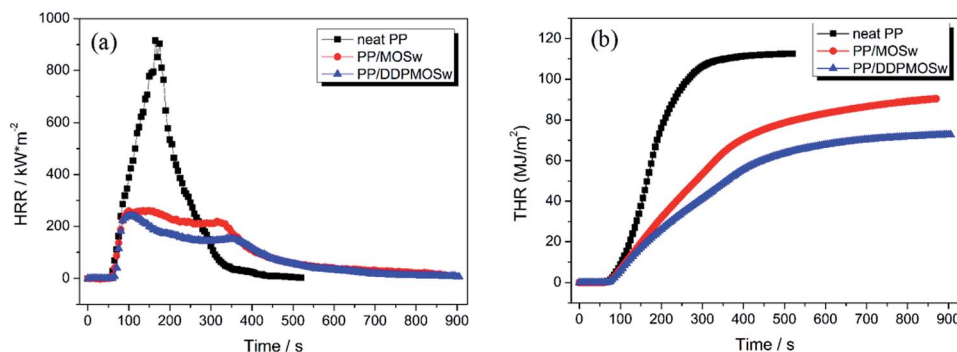 (a)
neat PP
PP/MOSw
PP/DDPMOSw
HRR / kW*m-2
1000
800
600
400
200
0
0 100 200 300 400 500 600 700 800 900
Time / s
(b)
neat PP
PP/MOSw
PP/DDPMOSw
THR (MJ/m²)
120
100
80
60
40
20
0
0 100 200 300 400 500 600 700 800 900
Time / s